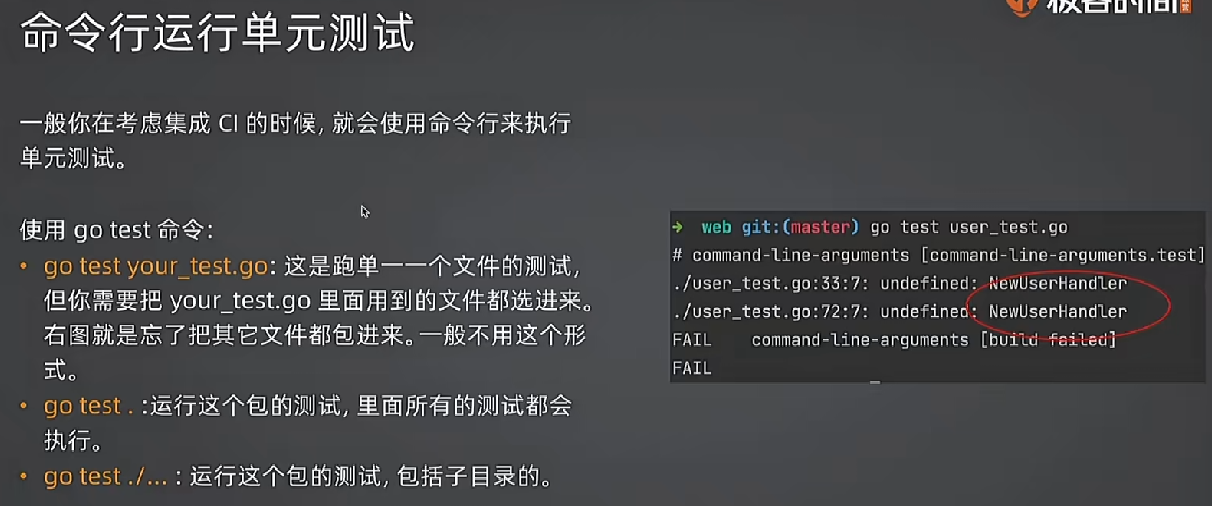 极客时间
命令行运行单元测试
一般你在考虑集成 CI 的时候, 就会使用命令行来执行
单元测试。
使用 go test 命令:
• go test your_test.go: 这是跑单一一个文件的测试,
但你需要把 your_test.go 里面用到的文件都选进来。
右图就是忘了把其它文件都包进来。一般不用这个形
式。
• go test . :运行这个包的测试, 里面所有的测试都会
执行。
• go test ./... : 运行这个包的测试, 包括子目录的。
➜ web git:(master) go test user_test.go
# command-line-arguments [command-line-arguments.test]
./user_test.go:33:7: undefined: NewUserHandler
./user_test.go:72:7: undefined: NewUserHandler
FAIL    command-line-arguments [build failed]
FAIL